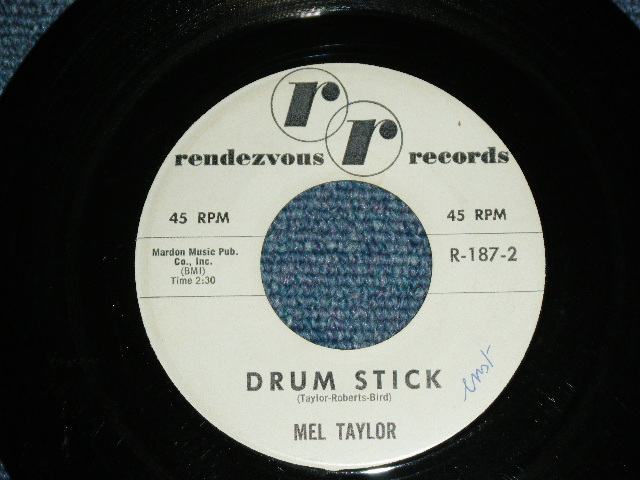 r
r
rendezvous records
45 RPM
45 RPM
Mardon Music Pub.
Co., Inc.
(BMI)
Time 2:30
R-187-2
DRUM STICK
(Taylor-Roberts-Bird)
MEL TAYLOR
inst